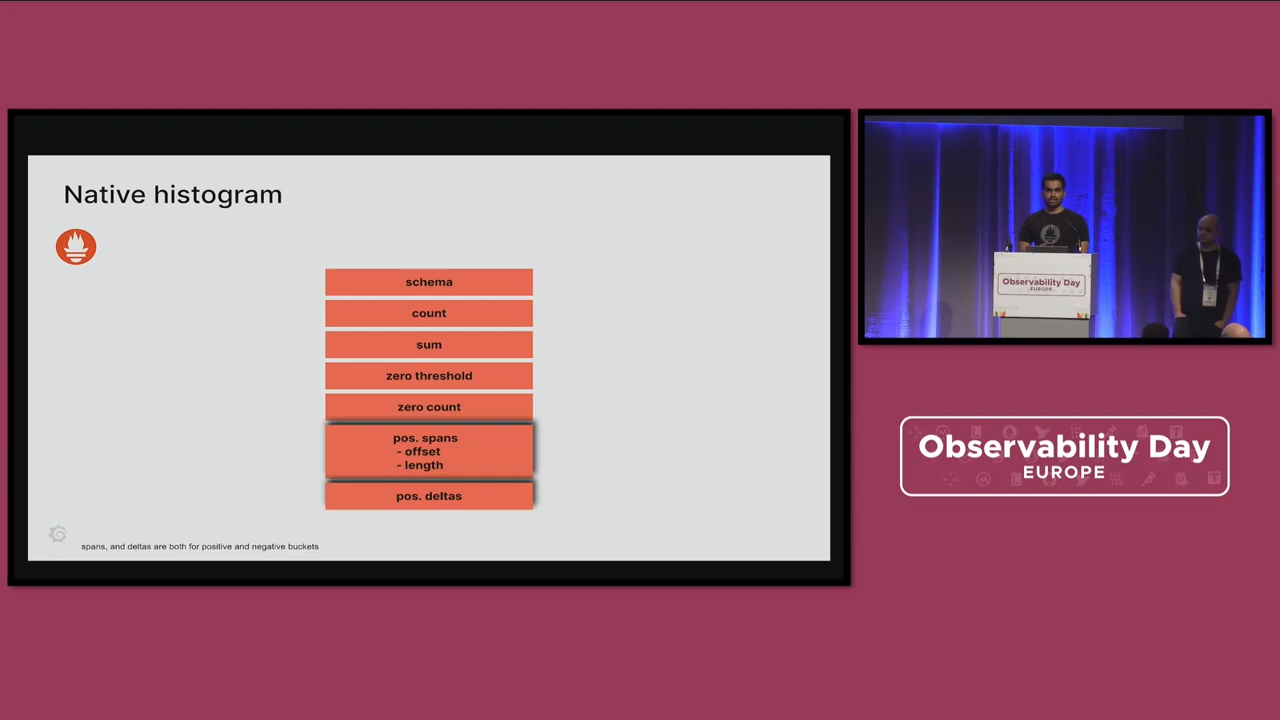 Native histogram
schema
count
sum
zero threshold
zero count
pos. spans
- offset
- length
pos. deltas
spans, and deltas are both for positive and negative buckets
Observability Day
EUROPE
Observability Day
EUROPE